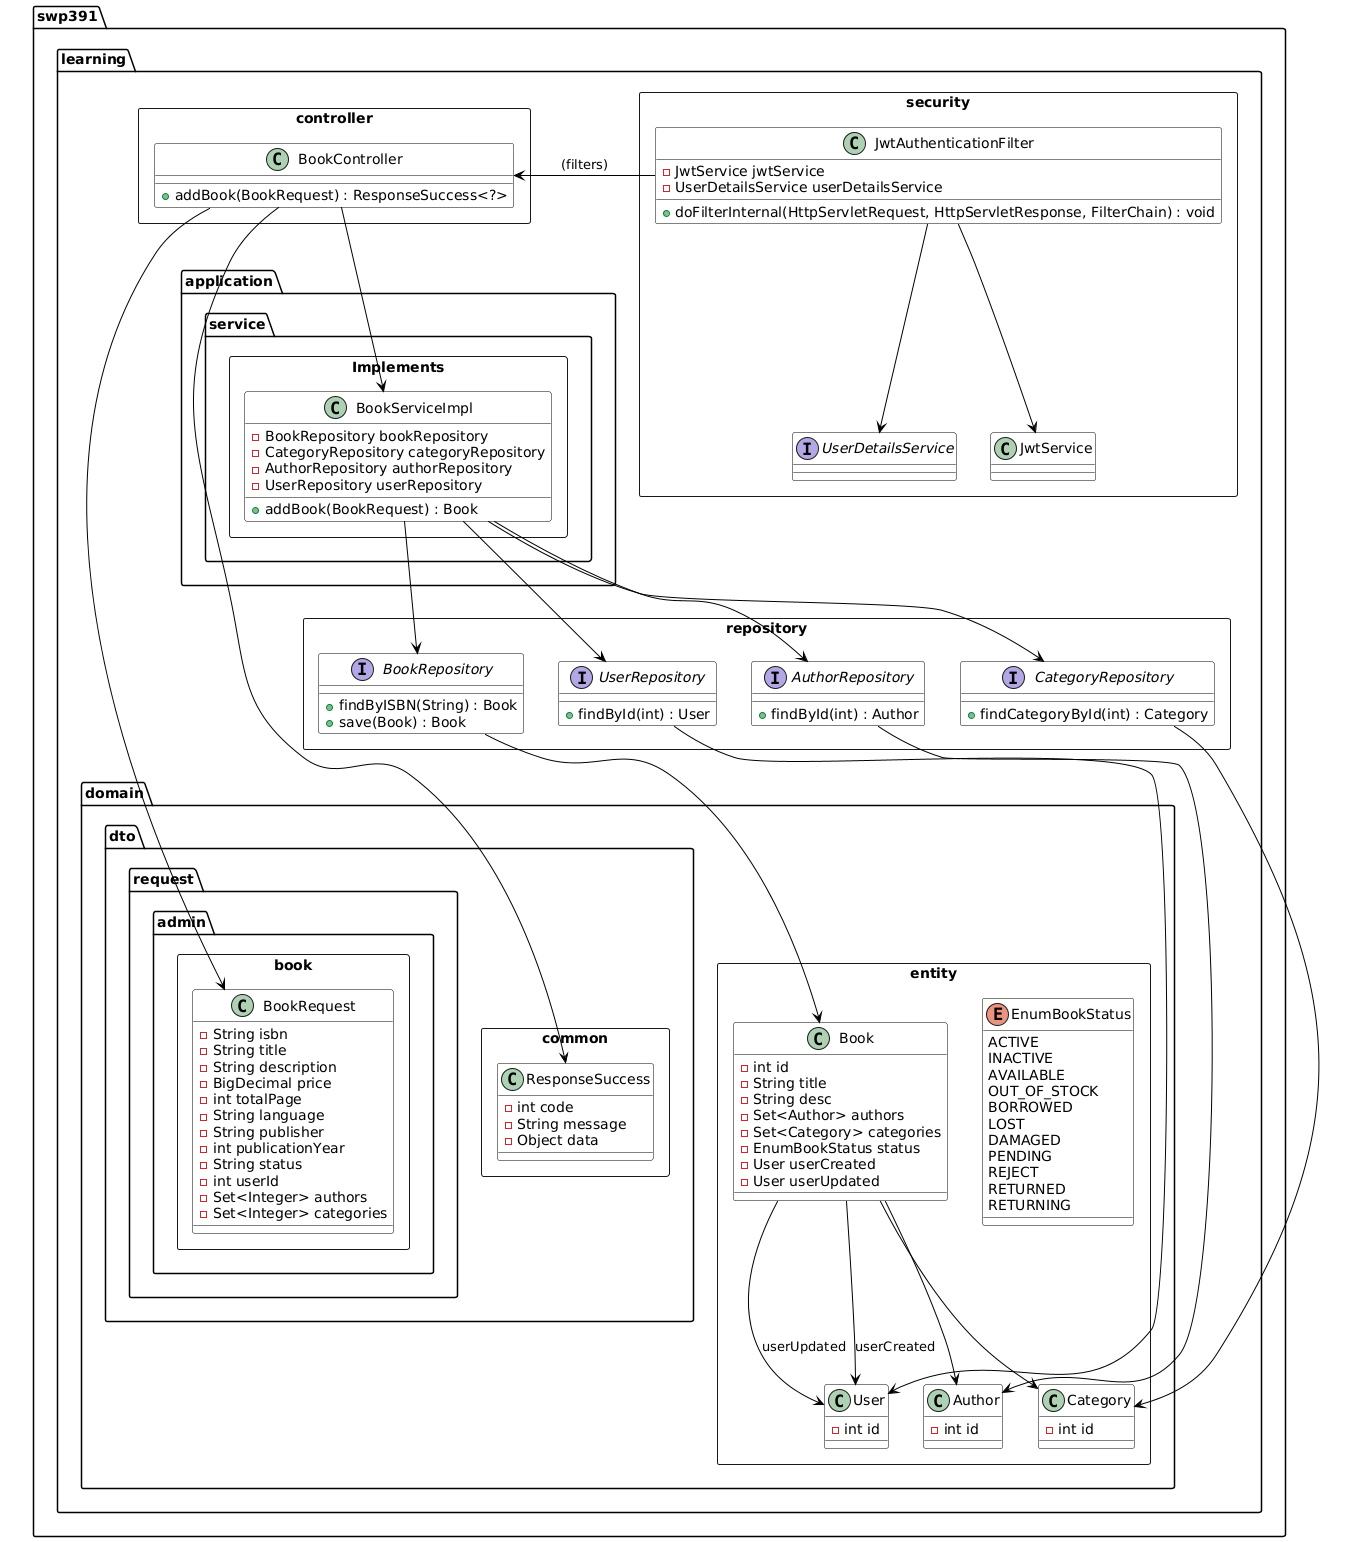 swp391
learning
controller
BookController
addBook(BookRequest) : ResponseSuccess<?>
(filters)
security
JwtAuthenticationFilter
JwtService jwtService
UserDetailsService userDetailsService
doFilterInternal(HttpServletRequest, HttpServletResponse, FilterChain) : void
UserDetailsService
JwtService
application
service
Implements
BookServiceImpl
BookRepository bookRepository
CategoryRepository categoryRepository
AuthorRepository authorRepository
UserRepository userRepository
addBook(BookRequest) : Book
repository
BookRepository
findByISBN(String) : Book
save(Book) : Book
UserRepository
findById(int) : User
AuthorRepository
findById(int) : Author
CategoryRepository
findCategoryById(int) : Category
domain
dto
request
admin
book
BookRequest
String isbn
String title
String description
BigDecimal price
int totalPage
String language
String publisher
int publicationYear
String status
int userId
Set<Integer> authors
Set<Integer> categories
common
ResponseSuccess
int code
String message
Object data
entity
Book
int id
String title
String desc
Set<Author> authors
Set<Category> categories
EnumBookStatus status
User userCreated
User userUpdated
EnumBookStatus
ACTIVE
INACTIVE
AVAILABLE
OUT_OF_STOCK
BORROWED
LOST
DAMAGED
PENDING
REJECT
RETURNED
RETURNING
userUpdated
userCreated
User
int id
Author
int id
Category
int id